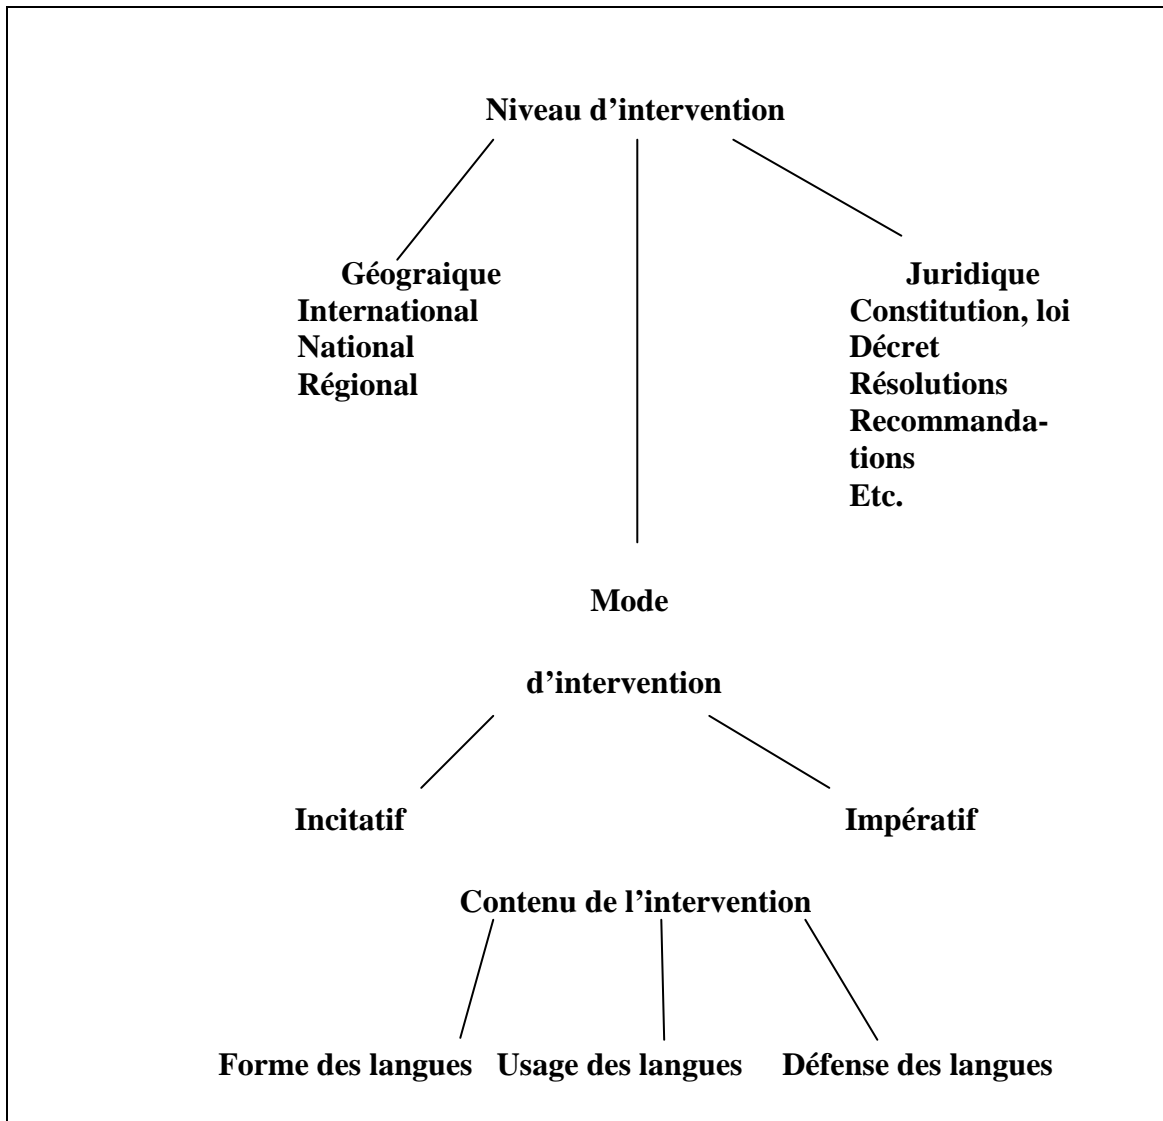 Niveau d’intervention
Géograique
International
National
Régional
Juridique
Constitution, loi
Décret
Résolutions
Recommanda-
tions
Etc.
Mode
d’intervention
Incitatif
Impératif
Contenu de l’intervention
Forme des langues
Usage des langues
Défense des langues